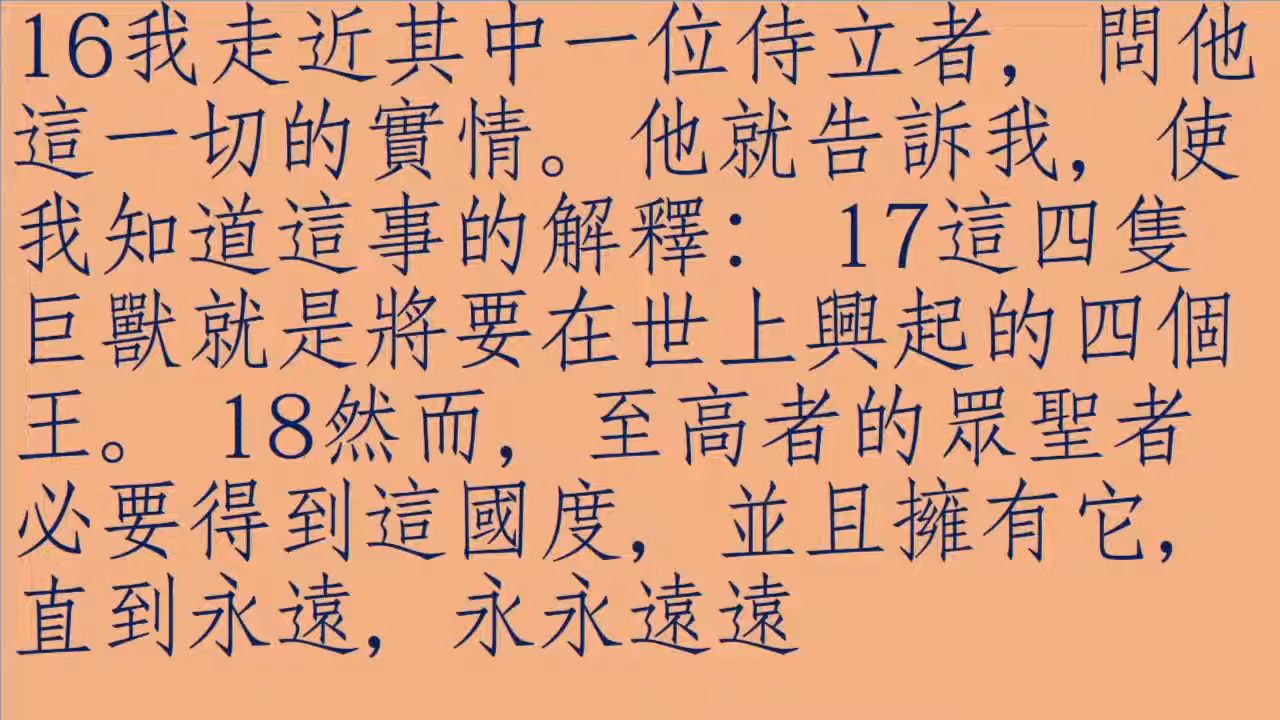 16我走近其中一位侍立者，問他
這一切的實情。他就告訴我，使
我知道這事的解釋： 17這四隻
巨獸就是將要在世上興起的四個
王。 18然而，至高者的眾聖者
必要得到這國度，並且擁有它，
直到永遠，永永遠遠